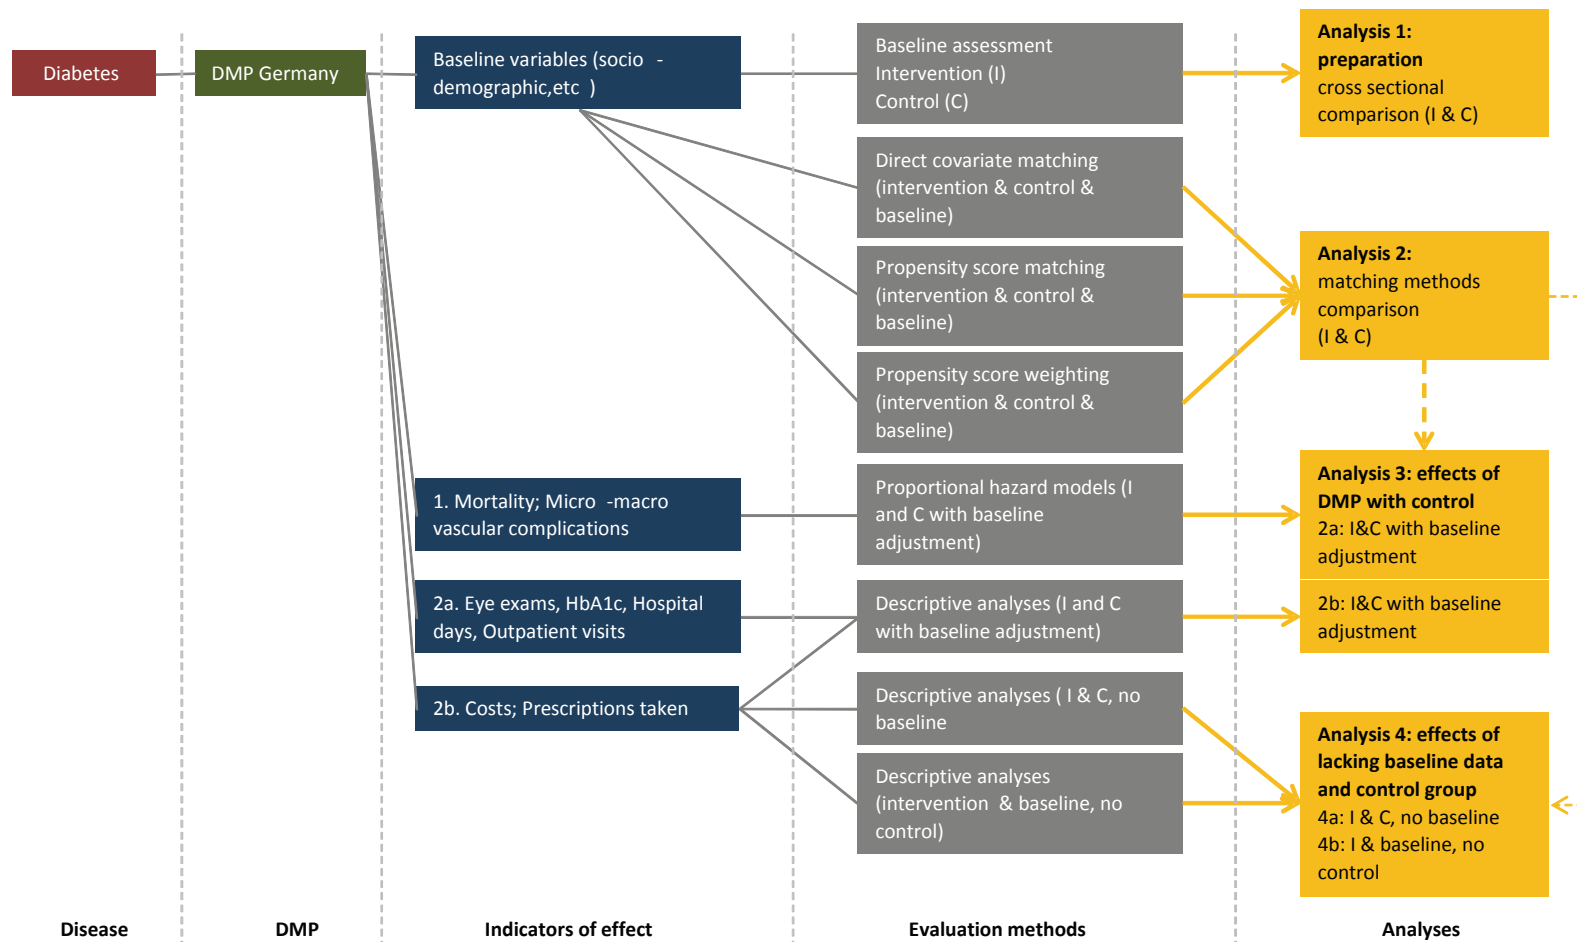 Diabetes
DMP Germany
Baseline variables (socio -
demographic,etc )
1. Mortality; Micro -macro
vascular complications
2a. Eye exams, HbA1c, Hospital
days, Outpatient visits
2b. Costs; Prescriptions taken
Baseline assessment
Intervention (I)
Control (C)
Direct covariate matching
(intervention & control &
baseline)
Propensity score matching
(intervention & control &
baseline)
Propensity score weighting
(intervention & control &
baseline)
Proportional hazard models (I
and C with baseline
adjustment)
Descriptive analyses (I and C
with baseline adjustment)
Descriptive analyses ( I & C, no
baseline
Descriptive analyses
(intervention & baseline, no
control)
Analysis 1:
preparation
cross sectional
comparison (I & C)
Analysis 2:
matching methods
comparison
(I & C)
Analysis 3: effects of
DMP with control
2a: I&C with baseline
adjustment
2b: I&C with baseline
adjustment
Analysis 4: effects of
lacking baseline data
and control group
4a: I & C, no baseline
4b: I & baseline, no
control
Disease
DMP
Indicators of effect
Evaluation methods
Analyses